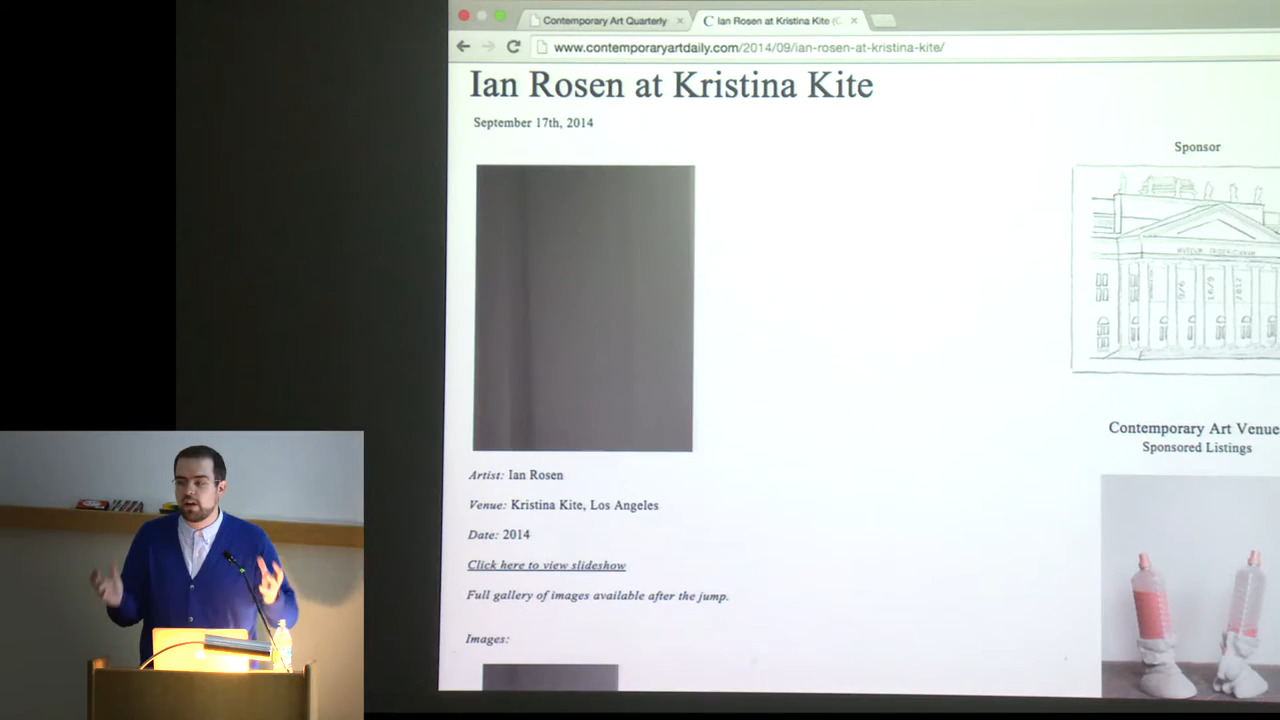 Contemporary Art Quarterly
Ian Rosen at Kristina Kite (C
www.contemporaryartdaily.com/2014/09/ian-rosen-at-kristina-kite/
Ian Rosen at Kristina Kite
September 17th, 2014
Sponsor
Artist: Ian Rosen
Venue: Kristina Kite, Los Angeles
Date: 2014
Click here to view slideshow
Full gallery of images available after the jump.
Images:
Contemporary Art Venue
Sponsored Listings